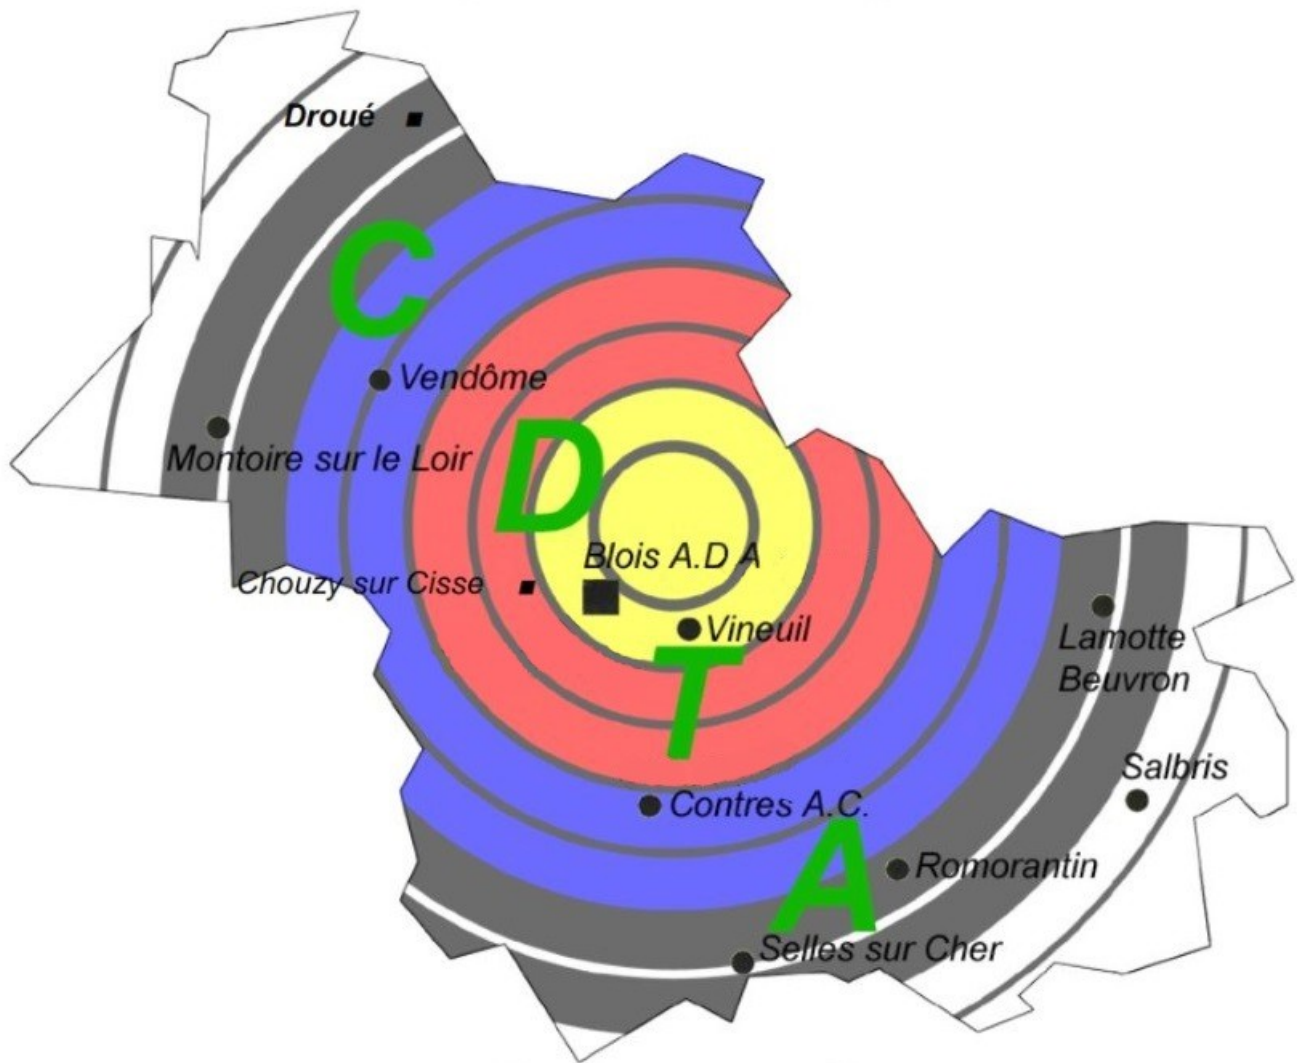 Droué
C
Vendôme
Montoire sur le Loir
D
Blois A.D A
Chouzy sur Cisse
Vineuil
Lamotte
Beuvron
T
Salbris
Contres A.C.
A
Romorantin
Selles sur Cher